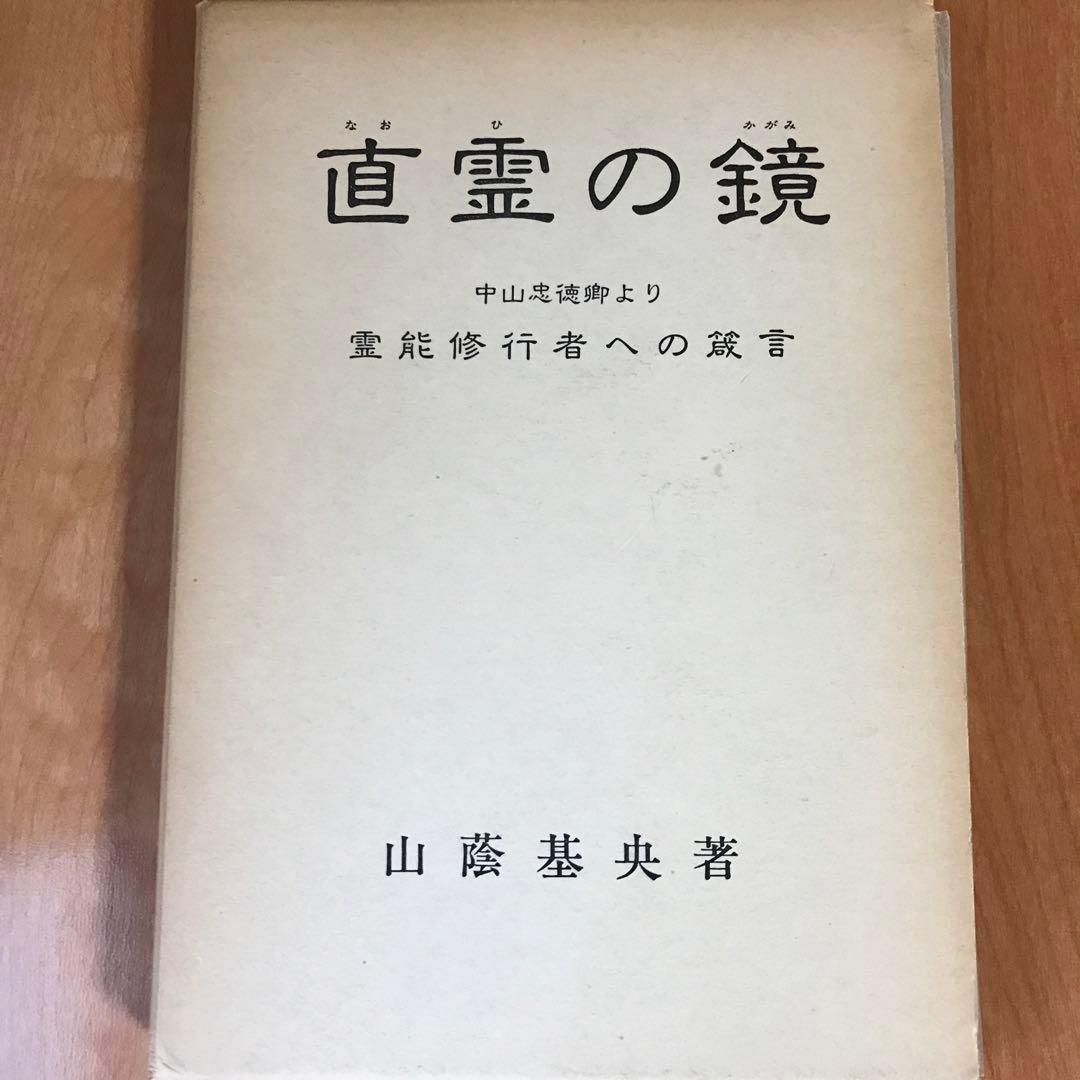 なおひ かがみ
直霊の鏡
中山忠徳卿より
霊能修行者への箴言
山蔭基央著